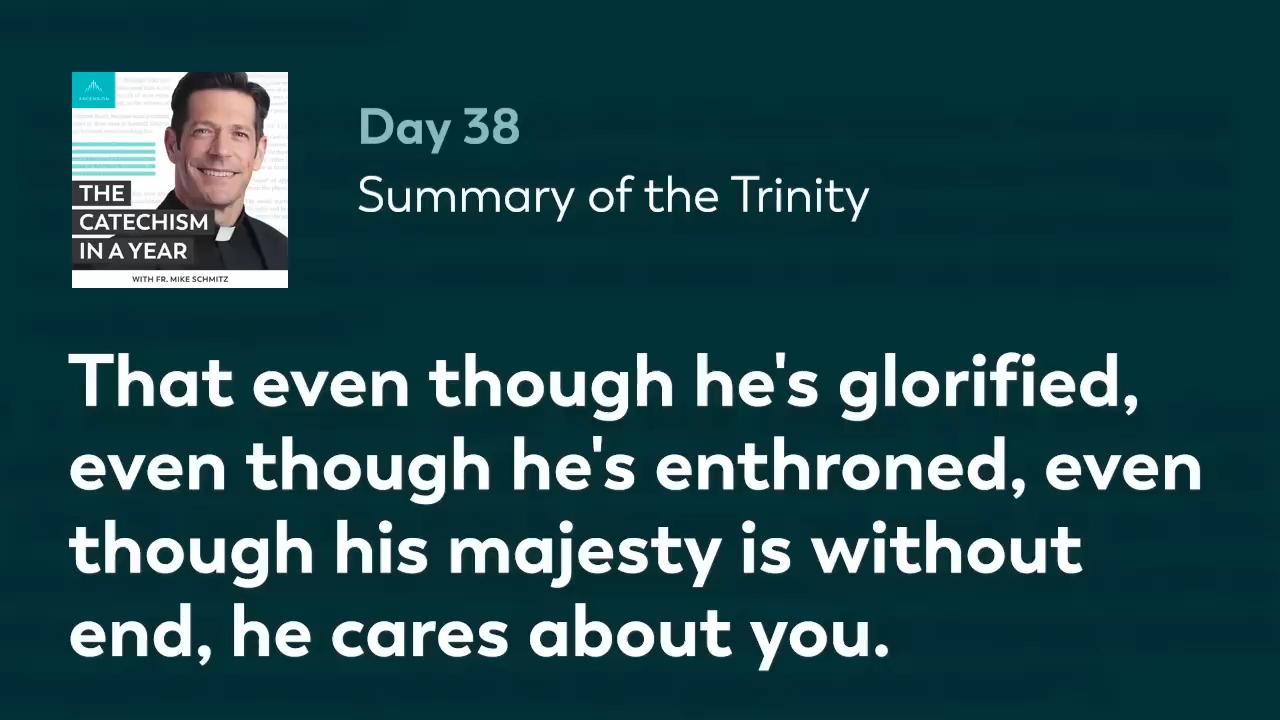 ASCENSION
THE
CATECHISM
IN A YEAR
WITH FR. MIKE SCHMITZ
Day 38
Summary of the Trinity
That even though he's glorified,
even though he's enthroned, even
though his majesty is without
end, he cares about you.